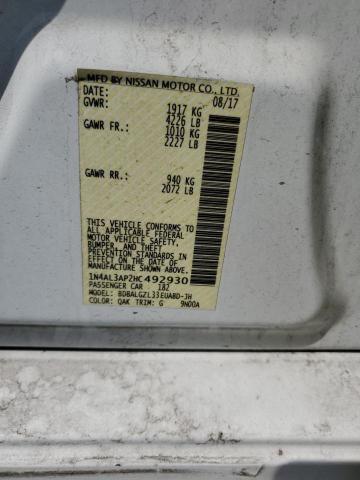 MFD BY NISSAN MOTOR CO., LTD.
DATE: 08/17
GVWR: 1917 KG
4226 LB
GAWR FR.: 1010 KG
2227 LB
GAWR RR.: 940 KG
2072 LB
THIS VEHICLE CONFORMS TO
ALL APPLICABLE FEDERAL
MOTOR VEHICLE SAFETY,
BUMPER, AND THEFT
PREVENTION STANDARDS
IN EFFECT ON THE DATE OF
MANUFACTURE SHOWN ABOVE.
1N4AL3AP2HC492930
PASSENGER CAR 182
MODEL: BDBALGZL33EUABD-JH
COLOR: QAK TRIM: G 9N00A